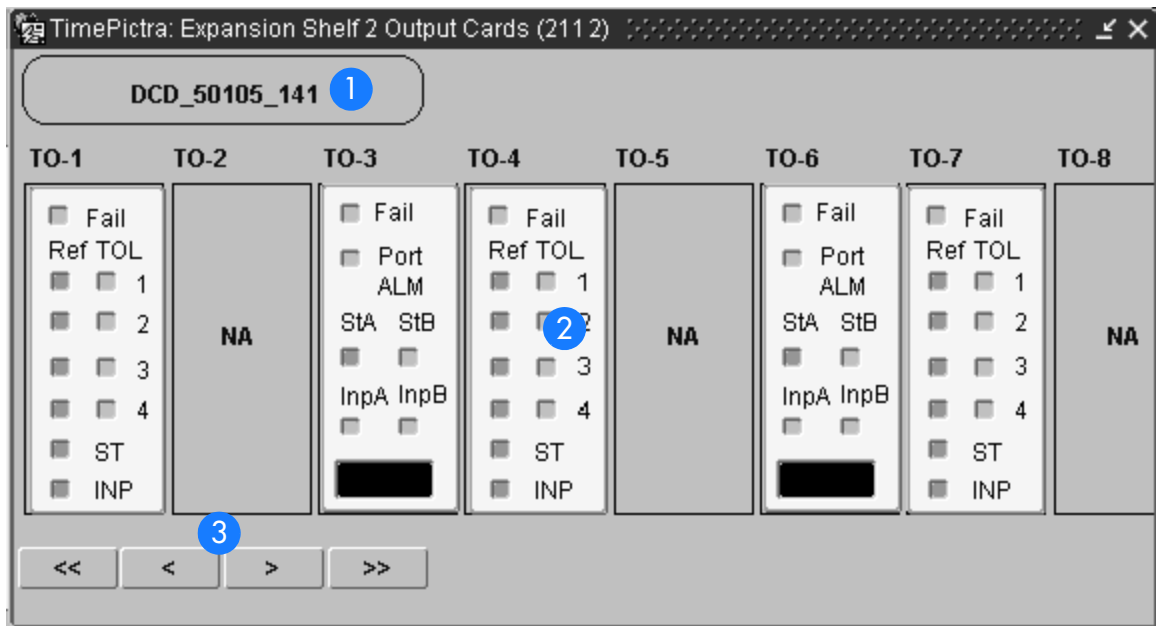 TimePictra: Expansion Shelf 2 Output Cards (2112)
DCD_50105_141 1
TO-1 TO-2 TO-3 TO-4 TO-5 TO-6 TO-7 TO-8
Fail
Ref TOL
1
2
3
4
ST
INP
NA
Fail
Port
ALM
StA StB
InpA InpB
Fail
Ref TOL
1
2
2
3
4
ST
INP
NA
Fail
Port
ALM
StA StB
InpA InpB
Fail
Ref TOL
1
2
3
4
ST
INP
NA
3
<< < > >>